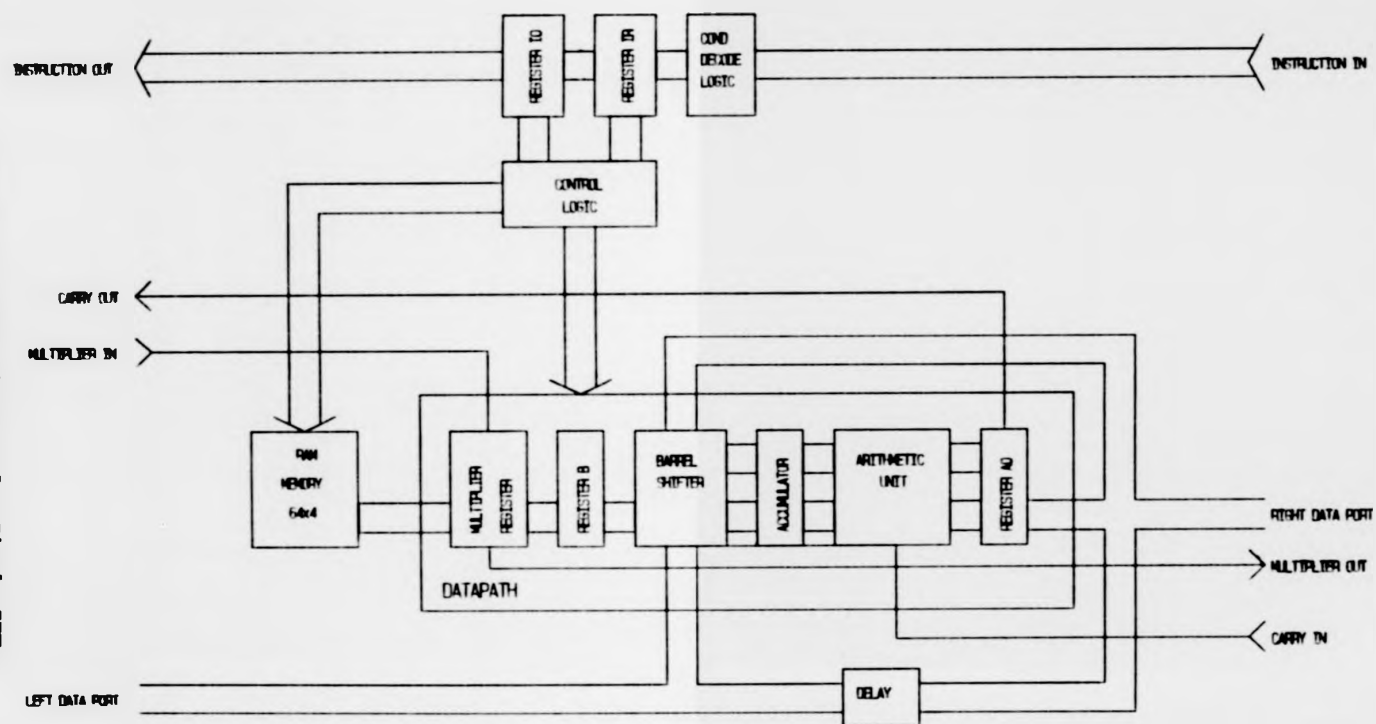 INSTRUCTION OUT
REGISTER IO
REGISTER IR
COND
DECODE
LOGIC
INSTRUCTION IN
CONTROL
LOGIC
CARRY OUT
MULTIPLIER IN
RAM
MEMORY
64x4
MULTIPLIER
REGISTER
REGISTER B
BARREL
SHIFTER
ACCUMULATOR
ARITHMETIC
UNIT
REGISTER AO
RIGHT DATA PORT
MULTIPLIER OUT
DATAPATH
CARRY IN
LEFT DATA PORT
DELAY